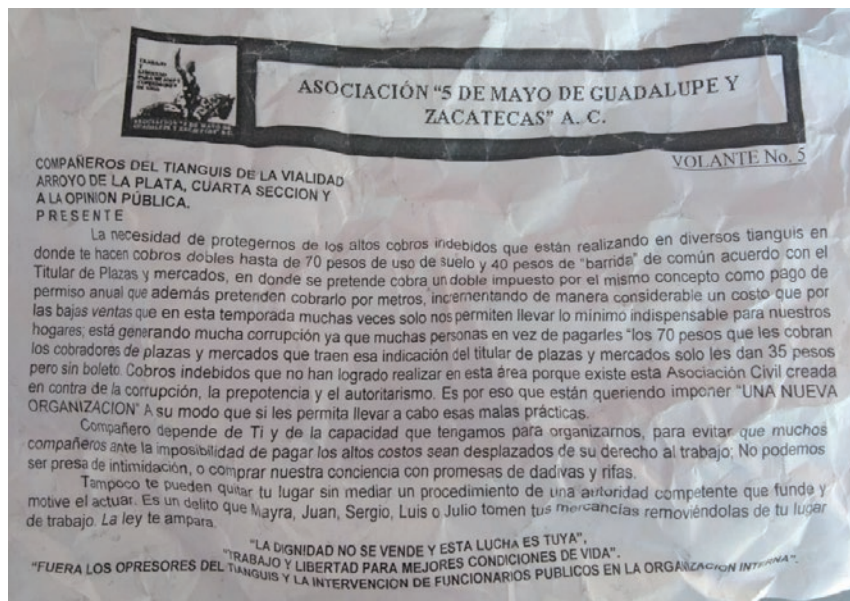 TRABAJO
Y
LIBERTAD
PARA MEJORES
CONDICIONES
DE VIDA
ASOCIACIÓN "5 DE MAYO DE
GUADALUPE Y ZACATECAS" A.C.
ASOCIACIÓN "5 DE MAYO DE GUADALUPE Y
ZACATECAS" A. C.
VOLANTE No. 5
COMPAÑEROS DEL TIANGUIS DE LA VIALIDAD
ARROYO DE LA PLATA, CUARTA SECCION Y
A LA OPINION PÚBLICA.
P R E S E N T E
La necesidad de protegernos de los altos cobros indebidos que están realizando en diversos tianguis en
donde te hacen cobros dobles hasta de 70 pesos de uso de suelo y 40 pesos de "barrida" de común acuerdo con el
Titular de Plazas y mercados, en donde se pretende cobra un doble impuesto por el mismo concepto como pago de
permiso anual que además pretenden cobrarlo por metros, incrementando de manera considerable un costo que por
las bajas ventas que en esta temporada muchas veces solo nos permiten llevar lo mínimo indispensable para nuestros
hogares; está generando mucha corrupción ya que muchas personas en vez de pagarles "los 70 pesos que les cobran
los cobradores de plazas y mercados que traen esa indicación del titular de plazas y mercados solo les dan 35 pesos
pero sin boleto. Cobros indebidos que no han logrado realizar en esta área porque existe esta Asociación Civil creada
en contra de la corrupción, la prepotencia y el autoritarismo. Es por eso que están queriendo imponer "UNA NUEVA
ORGANIZACION" A su modo que si les permita llevar a cabo esas malas prácticas.
Compañero depende de Ti y de la capacidad que tengamos para organizarnos, para evitar que muchos
compañeros ante la imposibilidad de pagar los altos costos sean desplazados de su derecho al trabajo; No podemos
ser presa de intimidación, o comprar nuestra conciencia con promesas de dadivas y rifas.
Tampoco te pueden quitar tu lugar sin mediar un procedimiento de una autoridad competente que funde y
motive el actuar. Es un delito que Mayra, Juan, Sergio, Luis o Julio tomen tus mercancías removiéndolas de tu lugar
de trabajo. La ley te ampara.
"LA DIGNIDAD NO SE VENDE Y ESTA LUCHA ES TUYA".
"TRABAJO Y LIBERTAD PARA MEJORES CONDICIONES DE VIDA".
"FUERA LOS OPRESORES DEL TIANGUIS Y LA INTERVENCIÓN DE FUNCIONARIOS PUBLICOS EN LA ORGANIZACION INTERNA".